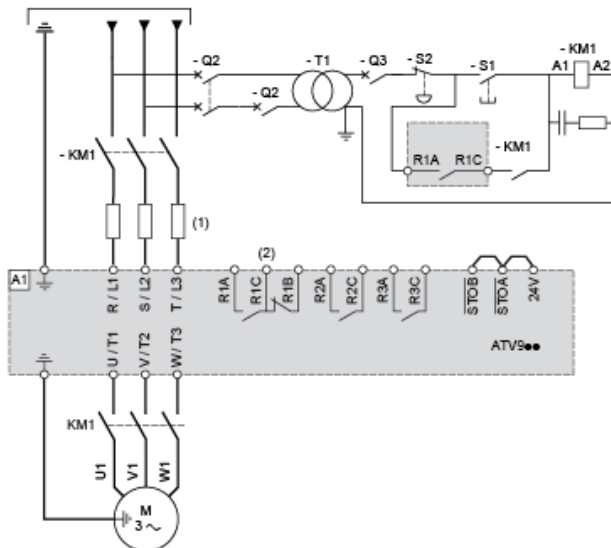 - Q2 - T1 - Q3 - S2 - S1 - KM1
A1 A2
- Q2
- KM1
R1A R1C - KM1
(1)
(2)
A1
R / L1 S / L2 T / L3 R1A R1C R1B R2A R2C R3A R3C STOB STOA 24V
U / T1 V / T2 W / T3
ATV9●●
KM1
U1 V1 W1
M
3 ~